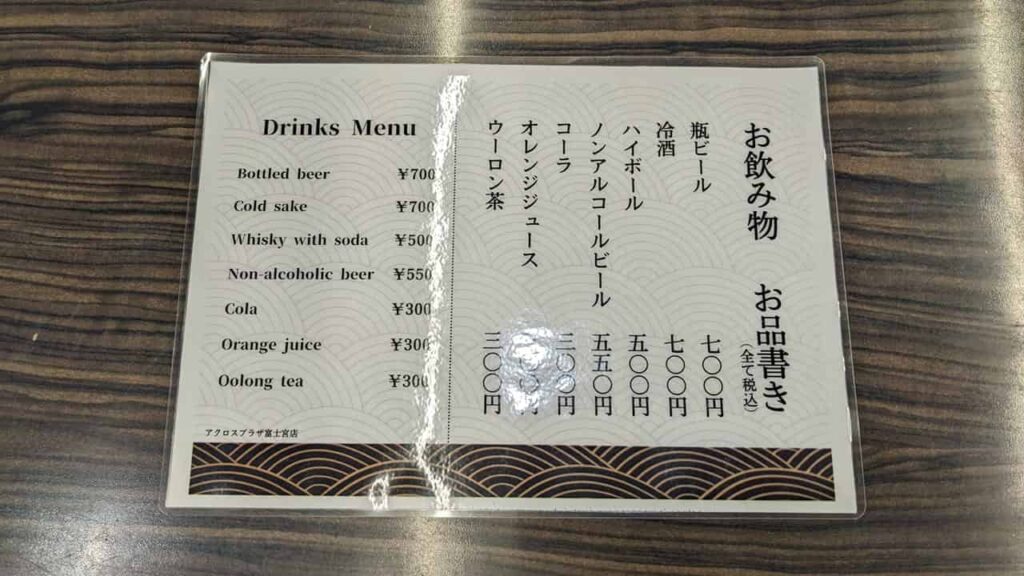 Drinks Menu
Bottled beer ¥700
Cold sake ¥700
Whisky with soda ¥500
Non-alcoholic beer ¥550
Cola ¥300
Orange juice ¥300
Oolong tea ¥300
アクロスプラザ富士宮店
お飲み物 お品書き
(全て税込)
瓶ビール 七〇〇円
冷酒 七〇〇円
ハイボール 五〇〇円
ノンアルコールビール 五五〇円
コーラ 三〇〇円
オレンジジュース
ウーロン茶 三〇〇円